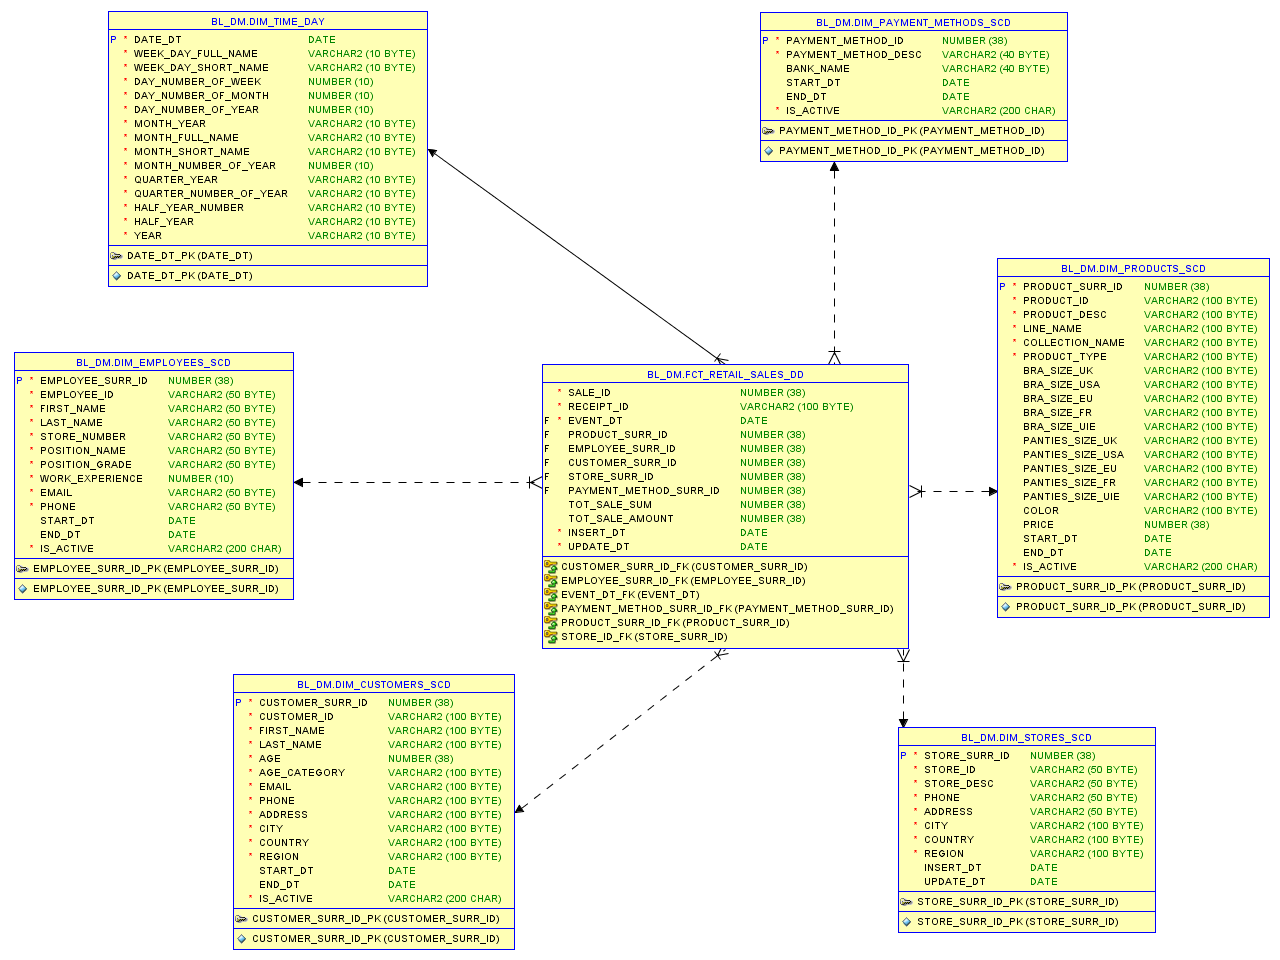 BL_DM.DIM_TIME_DAY
P * DATE_DT DATE
* WEEK_DAY_FULL_NAME VARCHAR2 (10 BYTE)
* WEEK_DAY_SHORT_NAME VARCHAR2 (10 BYTE)
* DAY_NUMBER_OF_WEEK NUMBER (10)
* DAY_NUMBER_OF_MONTH NUMBER (10)
* DAY_NUMBER_OF_YEAR NUMBER (10)
* MONTH_YEAR VARCHAR2 (10 BYTE)
* MONTH_FULL_NAME VARCHAR2 (10 BYTE)
* MONTH_SHORT_NAME VARCHAR2 (10 BYTE)
* MONTH_NUMBER_OF_YEAR NUMBER (10)
* QUARTER_YEAR VARCHAR2 (10 BYTE)
* QUARTER_NUMBER_OF_YEAR VARCHAR2 (10 BYTE)
* HALF_YEAR_NUMBER VARCHAR2 (10 BYTE)
* HALF_YEAR VARCHAR2 (10 BYTE)
* YEAR VARCHAR2 (10 BYTE)
DATE_DT_PK (DATE_DT)
DATE_DT_PK (DATE_DT)
BL_DM.DIM_PAYMENT_METHODS_SCD
P * PAYMENT_METHOD_ID NUMBER (38)
* PAYMENT_METHOD_DESC VARCHAR2 (40 BYTE)
BANK_NAME VARCHAR2 (40 BYTE)
START_DT DATE
END_DT DATE
* IS_ACTIVE VARCHAR2 (200 CHAR)
PAYMENT_METHOD_ID_PK (PAYMENT_METHOD_ID)
PAYMENT_METHOD_ID_PK (PAYMENT_METHOD_ID)
BL_DM.DIM_PRODUCTS_SCD
P * PRODUCT_SURR_ID NUMBER (38)
* PRODUCT_ID VARCHAR2 (100 BYTE)
* PRODUCT_DESC VARCHAR2 (100 BYTE)
* LINE_NAME VARCHAR2 (100 BYTE)
* COLLECTION_NAME VARCHAR2 (100 BYTE)
* PRODUCT_TYPE VARCHAR2 (100 BYTE)
BRA_SIZE_UK VARCHAR2 (100 BYTE)
BRA_SIZE_USA VARCHAR2 (100 BYTE)
BRA_SIZE_EU VARCHAR2 (100 BYTE)
BRA_SIZE_FR VARCHAR2 (100 BYTE)
BRA_SIZE_UIE VARCHAR2 (100 BYTE)
PANTIES_SIZE_UK VARCHAR2 (100 BYTE)
PANTIES_SIZE_USA VARCHAR2 (100 BYTE)
PANTIES_SIZE_EU VARCHAR2 (100 BYTE)
PANTIES_SIZE_FR VARCHAR2 (100 BYTE)
PANTIES_SIZE_UIE VARCHAR2 (100 BYTE)
COLOR VARCHAR2 (100 BYTE)
PRICE NUMBER (38)
START_DT DATE
END_DT DATE
* IS_ACTIVE VARCHAR2 (200 CHAR)
PRODUCT_SURR_ID_PK (PRODUCT_SURR_ID)
PRODUCT_SURR_ID_PK (PRODUCT_SURR_ID)
BL_DM.DIM_EMPLOYEES_SCD
P * EMPLOYEE_SURR_ID NUMBER (38)
* EMPLOYEE_ID VARCHAR2 (50 BYTE)
* FIRST_NAME VARCHAR2 (50 BYTE)
* LAST_NAME VARCHAR2 (50 BYTE)
* STORE_NUMBER VARCHAR2 (50 BYTE)
* POSITION_NAME VARCHAR2 (50 BYTE)
* POSITION_GRADE VARCHAR2 (50 BYTE)
* WORK_EXPERIENCE NUMBER (10)
* EMAIL VARCHAR2 (50 BYTE)
* PHONE VARCHAR2 (50 BYTE)
START_DT DATE
END_DT DATE
* IS_ACTIVE VARCHAR2 (200 CHAR)
EMPLOYEE_SURR_ID_PK (EMPLOYEE_SURR_ID)
EMPLOYEE_SURR_ID_PK (EMPLOYEE_SURR_ID)
BL_DM.FCT_RETAIL_SALES_DD
* SALE_ID NUMBER (38)
* RECEIPT_ID VARCHAR2 (100 BYTE)
F * EVENT_DT DATE
F PRODUCT_SURR_ID NUMBER (38)
F EMPLOYEE_SURR_ID NUMBER (38)
F CUSTOMER_SURR_ID NUMBER (38)
F STORE_SURR_ID NUMBER (38)
F PAYMENT_METHOD_SURR_ID NUMBER (38)
TOT_SALE_SUM NUMBER (38)
TOT_SALE_AMOUNT NUMBER (38)
* INSERT_DT DATE
* UPDATE_DT DATE
CUSTOMER_SURR_ID_FK (CUSTOMER_SURR_ID)
EMPLOYEE_SURR_ID_FK (EMPLOYEE_SURR_ID)
EVENT_DT_FK (EVENT_DT)
PAYMENT_METHOD_SURR_ID_FK (PAYMENT_METHOD_SURR_ID)
PRODUCT_SURR_ID_FK (PRODUCT_SURR_ID)
STORE_ID_FK (STORE_SURR_ID)
BL_DM.DIM_CUSTOMERS_SCD
P * CUSTOMER_SURR_ID NUMBER (38)
* CUSTOMER_ID VARCHAR2 (100 BYTE)
* FIRST_NAME VARCHAR2 (100 BYTE)
* LAST_NAME VARCHAR2 (100 BYTE)
* AGE NUMBER (38)
* AGE_CATEGORY VARCHAR2 (100 BYTE)
* EMAIL VARCHAR2 (100 BYTE)
* PHONE VARCHAR2 (100 BYTE)
* ADDRESS VARCHAR2 (100 BYTE)
* CITY VARCHAR2 (100 BYTE)
* COUNTRY VARCHAR2 (100 BYTE)
* REGION VARCHAR2 (100 BYTE)
START_DT DATE
END_DT DATE
* IS_ACTIVE VARCHAR2 (200 CHAR)
CUSTOMER_SURR_ID_PK (CUSTOMER_SURR_ID)
CUSTOMER_SURR_ID_PK (CUSTOMER_SURR_ID)
BL_DM.DIM_STORES_SCD
P * STORE_SURR_ID NUMBER (38)
* STORE_ID VARCHAR2 (50 BYTE)
* STORE_DESC VARCHAR2 (50 BYTE)
* PHONE VARCHAR2 (50 BYTE)
* ADDRESS VARCHAR2 (50 BYTE)
* CITY VARCHAR2 (100 BYTE)
* COUNTRY VARCHAR2 (100 BYTE)
* REGION VARCHAR2 (100 BYTE)
INSERT_DT DATE
UPDATE_DT DATE
STORE_SURR_ID_PK (STORE_SURR_ID)
STORE_SURR_ID_PK (STORE_SURR_ID)